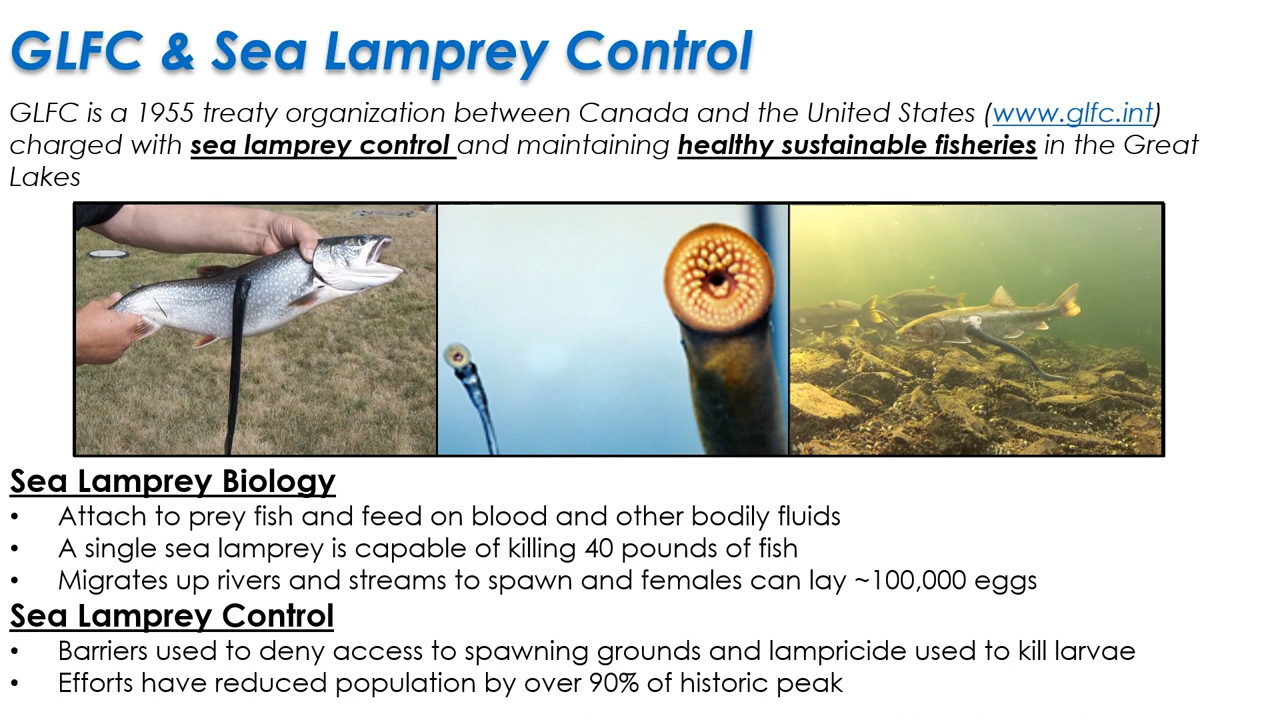 GLFC & Sea Lamprey Control
GLFC is a 1955 treaty organization between Canada and the United States (www.glfc.int)
charged with sea lamprey control and maintaining healthy sustainable fisheries in the Great
Lakes
Sea Lamprey Biology
• Attach to prey fish and feed on blood and other bodily fluids
• A single sea lamprey is capable of killing 40 pounds of fish
• Migrates up rivers and streams to spawn and females can lay ~100,000 eggs
Sea Lamprey Control
• Barriers used to deny access to spawning grounds and lampricide used to kill larvae
• Efforts have reduced population by over 90% of historic peak